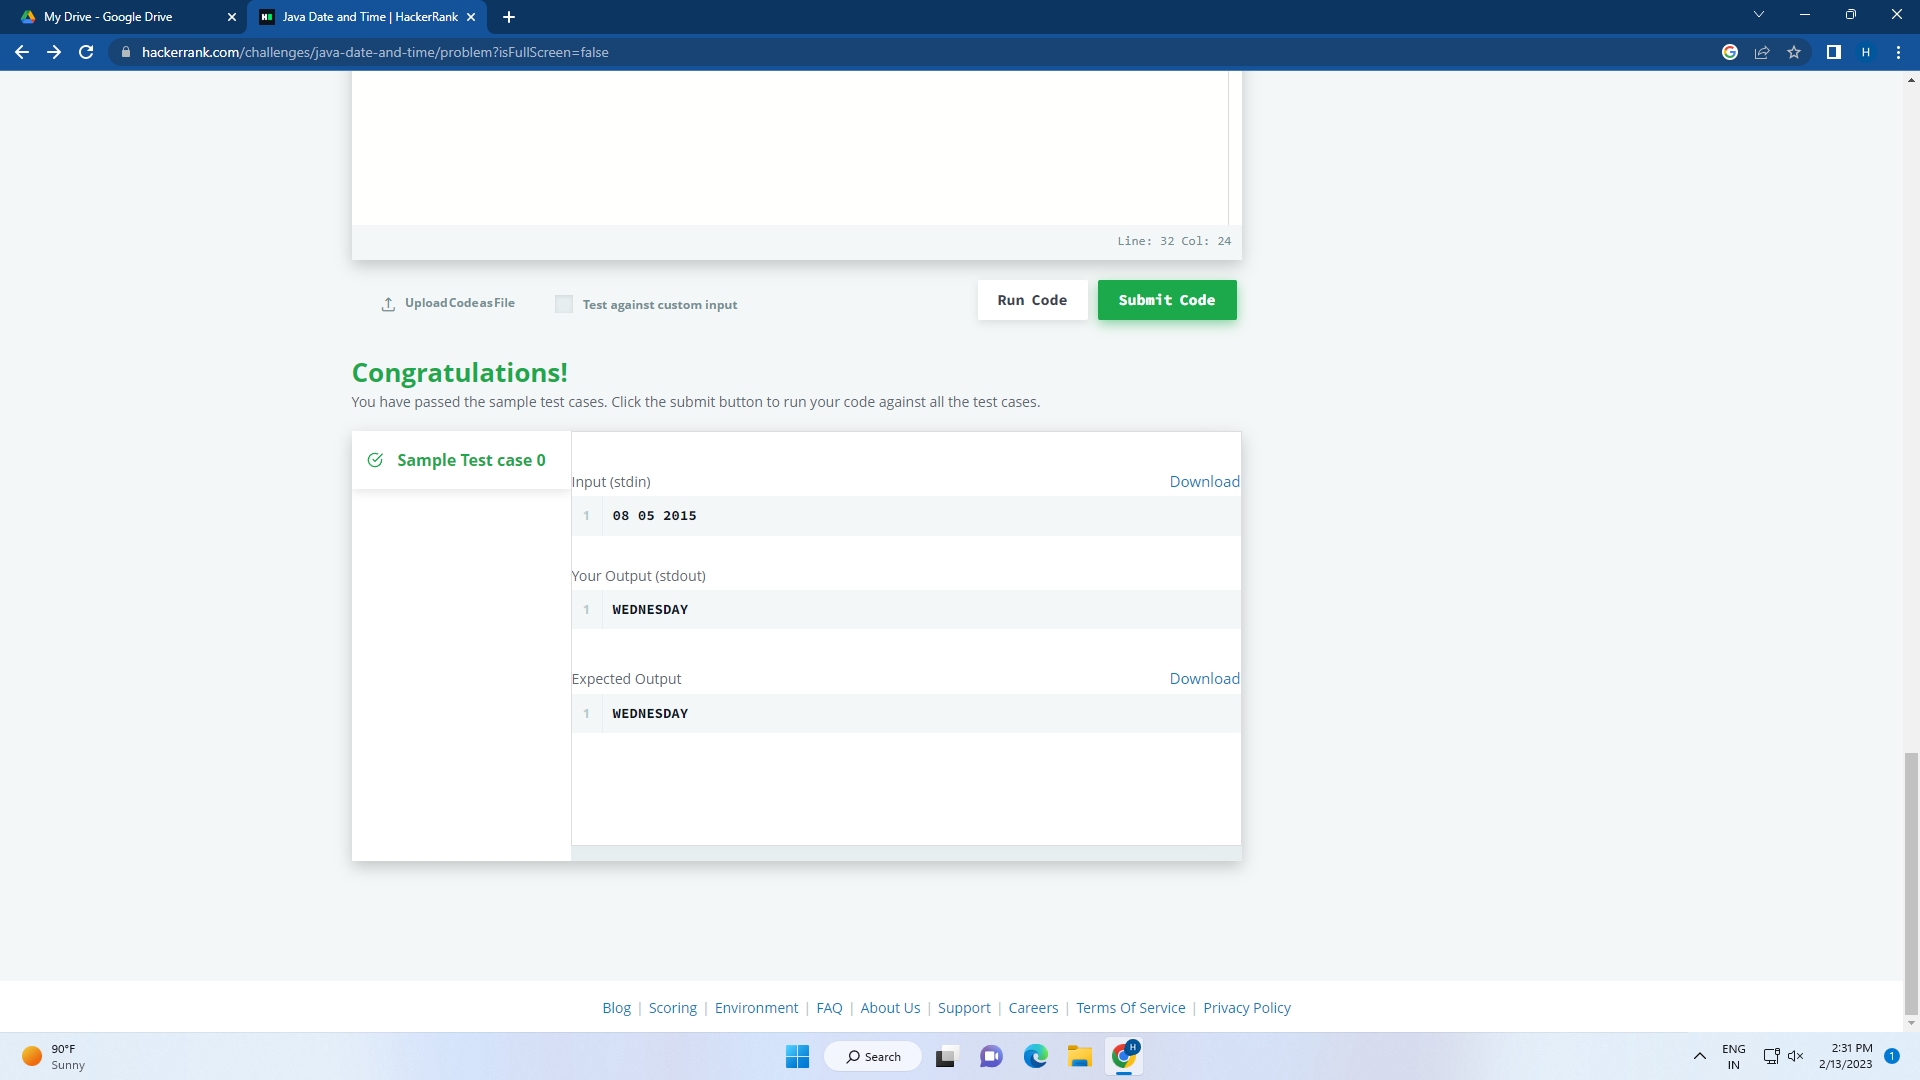 My Drive - Google Drive
Java Date and Time | HackerRank
hackerrank.com/challenges/java-date-and-time/problem?isFullScreen=false
H
Line: 32 Col: 24
Upload Code as File
Test against custom input
Run Code
Submit Code
Congratulations!
You have passed the sample test cases. Click the submit button to run your code against all the test cases.
Sample Test case 0
Input (stdin)
Download
1 08 05 2015
Your Output (stdout)
1 WEDNESDAY
Expected Output
Download
1 WEDNESDAY
Blog | Scoring | Environment | FAQ | About Us | Support | Careers | Terms Of Service | Privacy Policy
90°F
Sunny
Search
H
ENG
IN
2:31 PM
2/13/2023
1